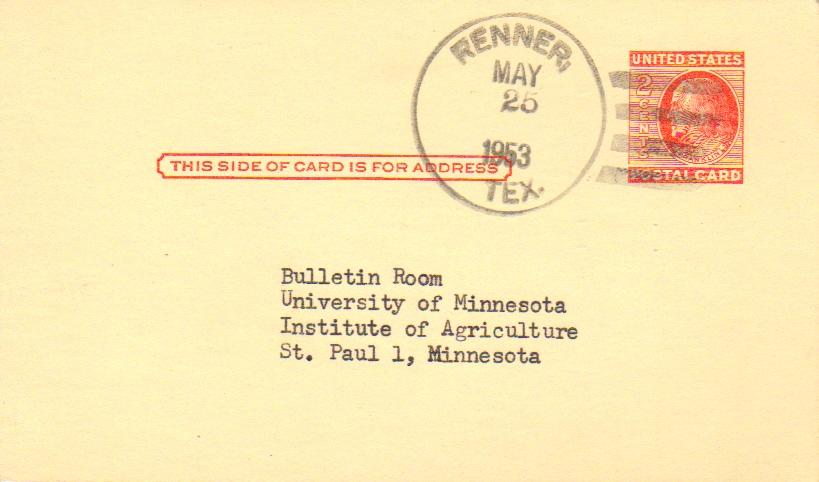 RENNER,
MAY
25
1953
TEX.
UNITED STATES
2 CENTS
POSTAL CARD
THIS SIDE OF CARD IS FOR ADDRESS
Bulletin Room
University of Minnesota
Institute of Agriculture
St. Paul 1, Minnesota